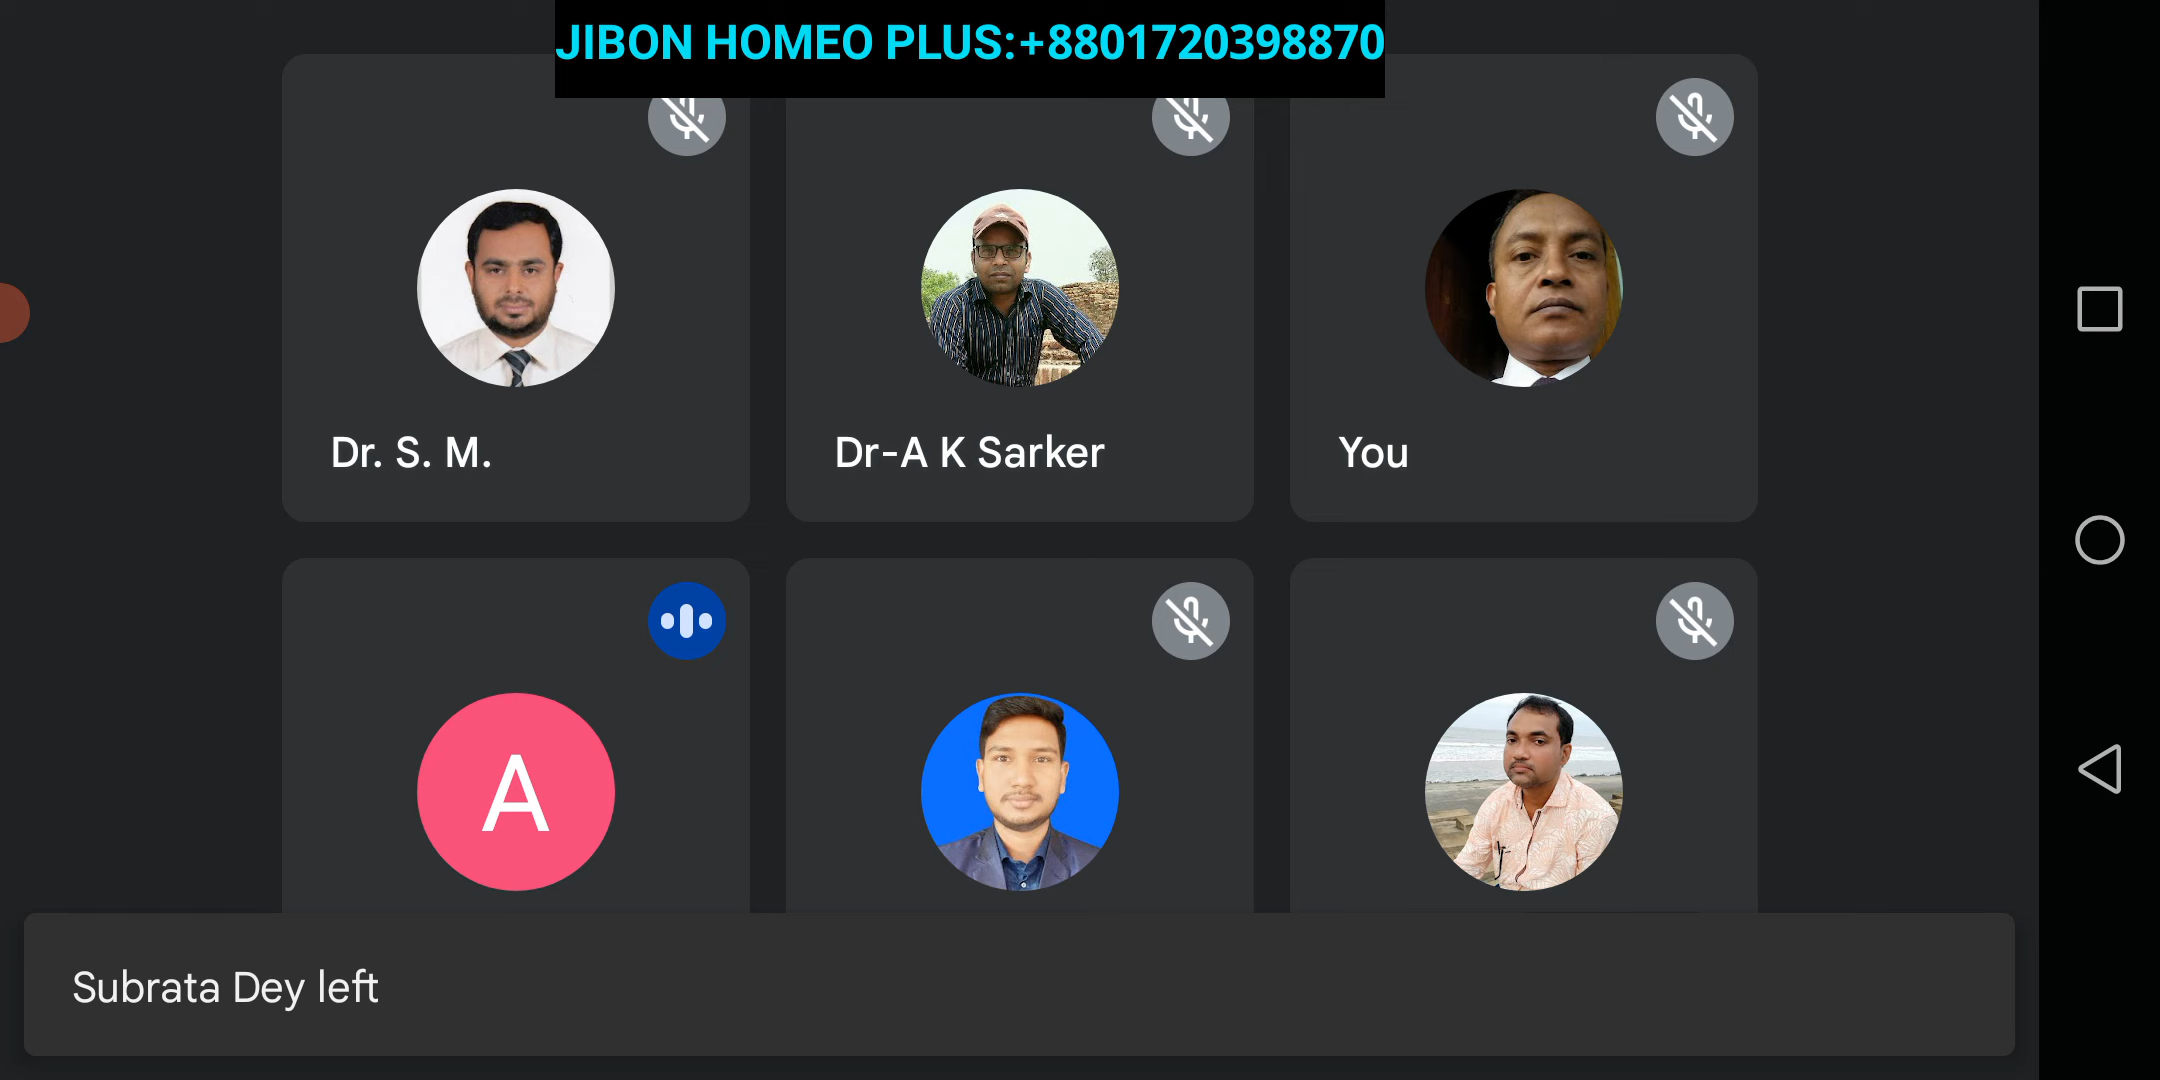 JIBON HOMEO PLUS:+8801720398870
Dr. S. M.
Dr-A K Sarker
You
A
Subrata Dey left